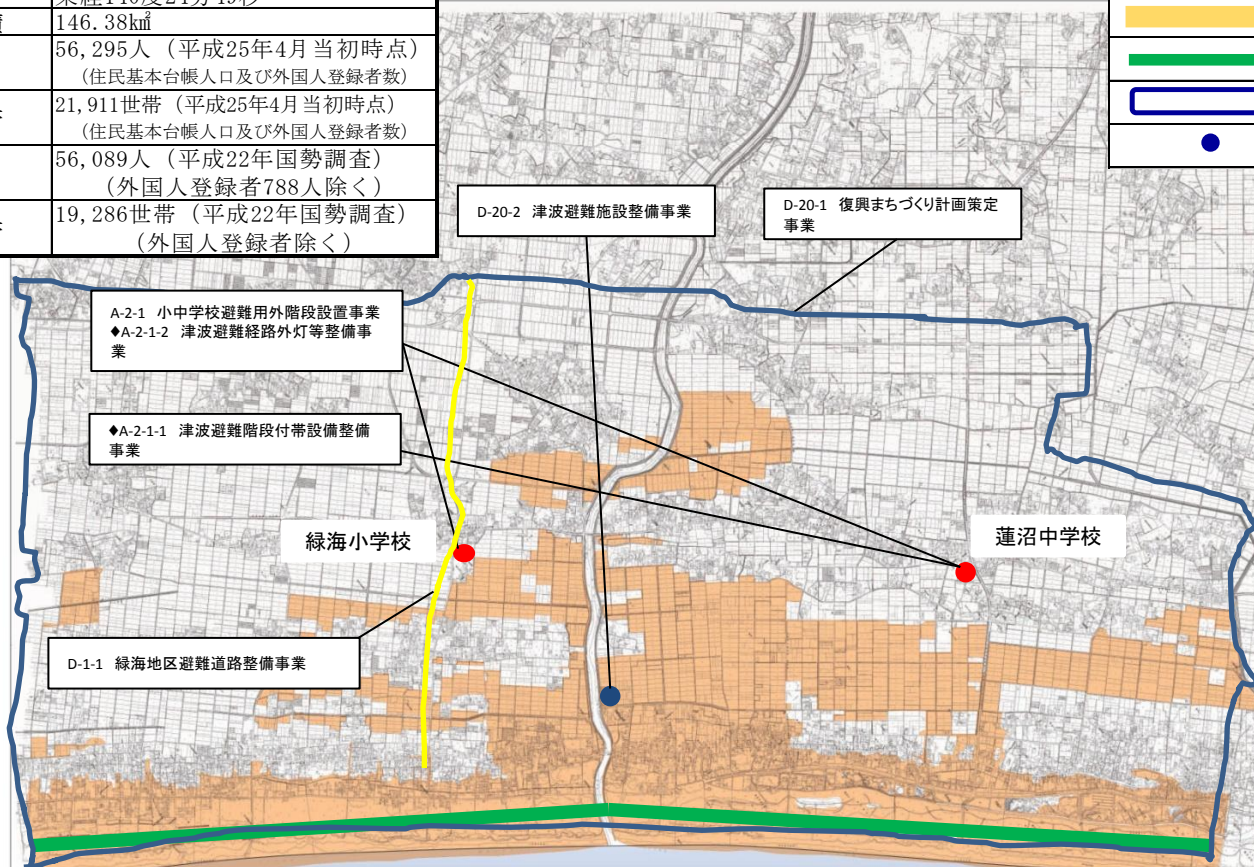 146.38㎢
56,295人（平成25年4月当初時点）
（住民基本台帳人口及び外国人登録者数）
21,911世帯（平成25年4月当初時点）
（住民基本台帳人口及び外国人登録者数）
56,089人（平成22年国勢調査）
（外国人登録者788人除く）
19,286世帯（平成22年国勢調査）
（外国人登録者除く）
D-20-2 津波避難施設整備事業
D-20-1 復興まちづくり計画策定
事業
A-2-1 小中学校避難用外階段設置事業
♦A-2-1-2 津波避難経路外灯等整備事
業
♦A-2-1-1 津波避難階段付帯設備整備
事業
緑海小学校
蓮沼中学校
D-1-1 緑海地区避難道路整備事業